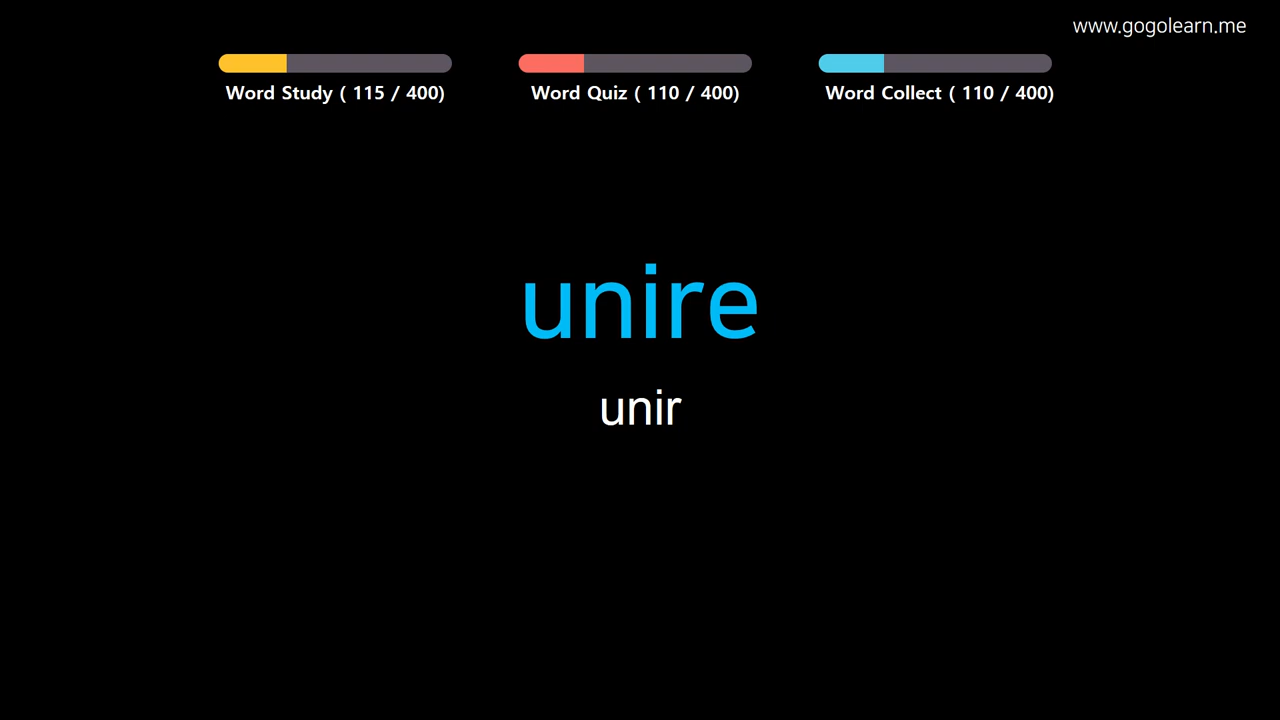 www.gogolearn.me
Word Study ( 115 / 400)
Word Quiz ( 110 / 400)
Word Collect ( 110 / 400)
unire
unir